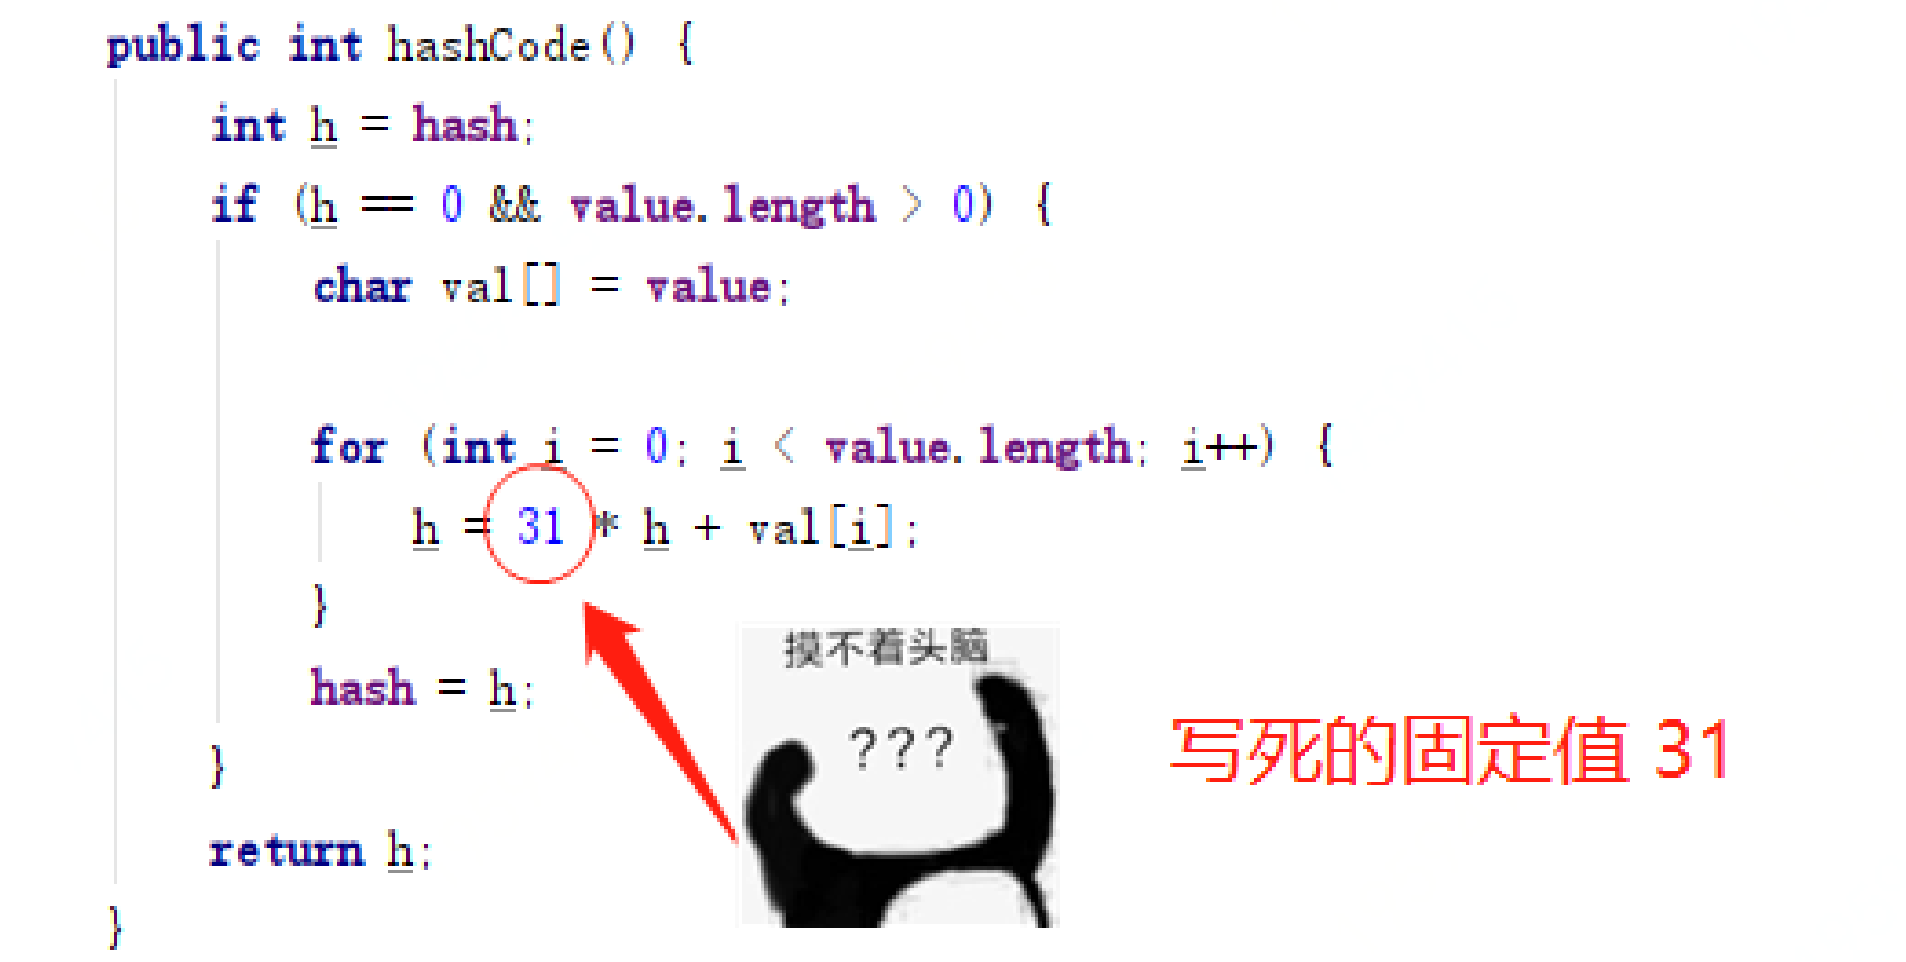 public int hashCode() {
int h = hash;
if (h == 0 && value.length > 0) {
char val[] = value;
for (int i = 0; i < value.length; i++) {
h = 31 * h + val[i];
}
hash = h;
}
return h;
}
摸不着头脑
???
写死的固定值 31